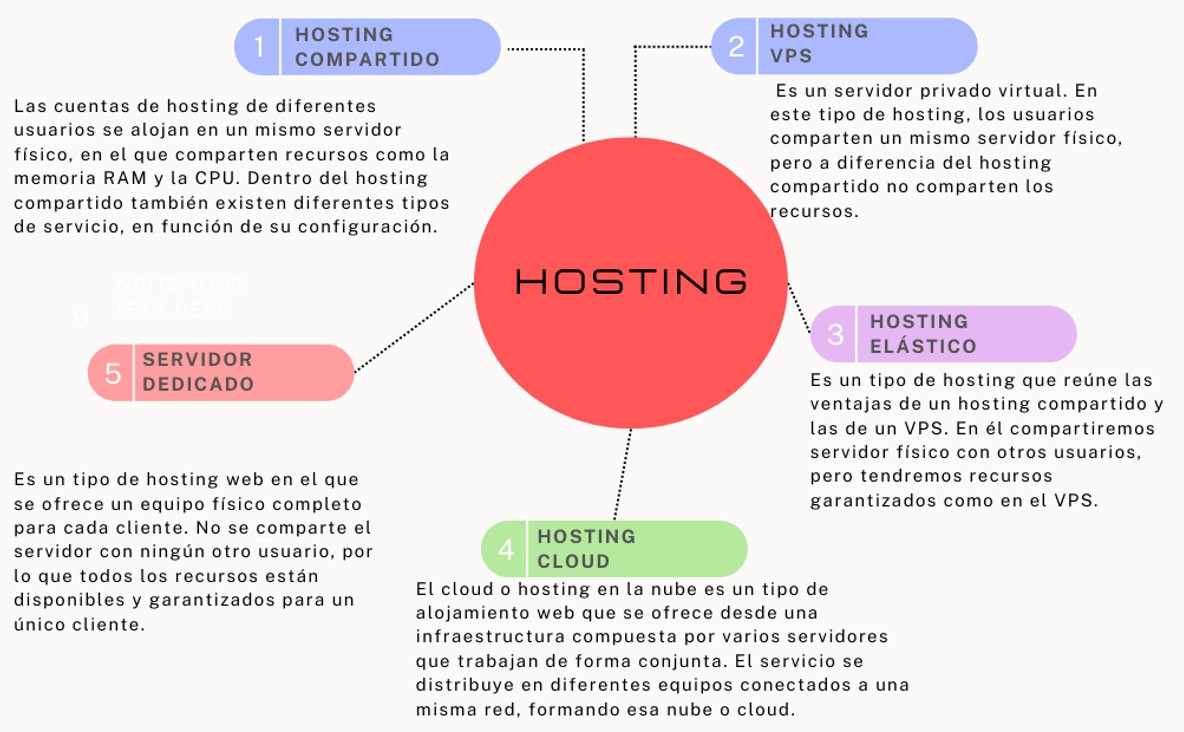 1
HOSTING
COMPARTIDO
Las cuentas de hosting de diferentes
usuarios se alojan en un mismo servidor
físico, en el que comparten recursos como la
memoria RAM y la CPU. Dentro del hosting
compartido también existen diferentes tipos
de servicio, en función de su configuración.
2
HOSTING
VPS
Es un servidor privado virtual. En
este tipo de hosting, los usuarios
comparten un mismo servidor físico,
pero a diferencia del hosting
compartido no comparten los
recursos.
HOSTING
3
HOSTING
ELÁSTICO
Es un tipo de hosting que reúne las
ventajas de un hosting compartido y
las de un VPS. En él compartiremos
servidor físico con otros usuarios,
pero tendremos recursos
garantizados como en el VPS.
4
HOSTING
CLOUD
El cloud o hosting en la nube es un tipo de
alojamiento web que se ofrece desde una
infraestructura compuesta por varios servidores
que trabajan de forma conjunta. El servicio se
distribuye en diferentes equipos conectados a una
misma red, formando esa nube o cloud.
9
WRITE YOUR
TEXT HERE
5
SERVIDOR
DEDICADO
Es un tipo de hosting web en el que
se ofrece un equipo físico completo
para cada cliente. No se comparte el
servidor con ningún otro usuario, por
lo que todos los recursos están
disponibles y garantizados para un
único cliente.